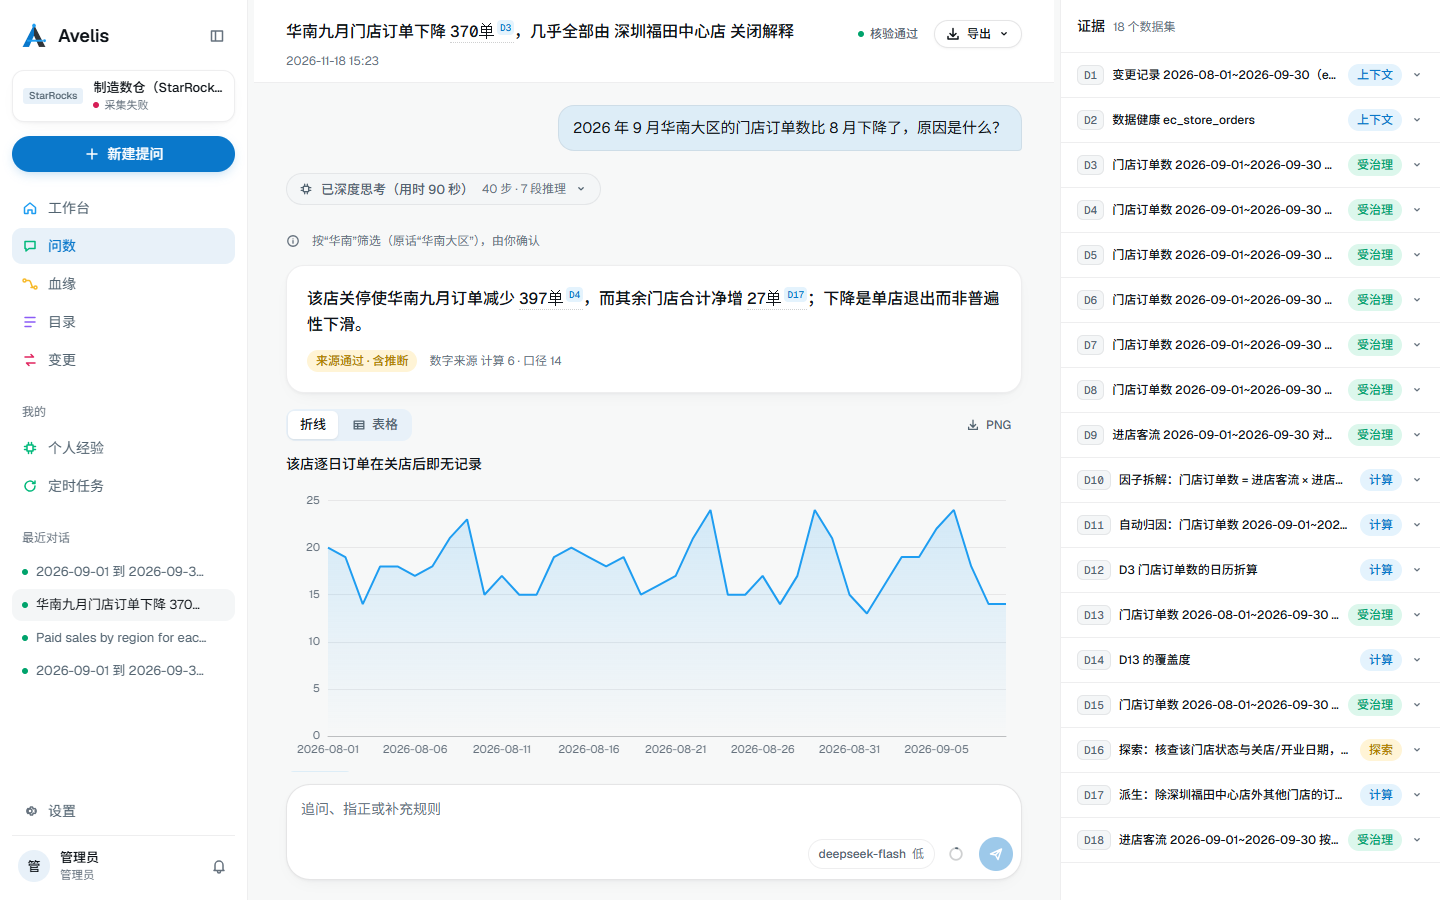 Avelis
StarRocks
制造数仓（StarRock...
采集失败
新建提问
工作台
问数
血缘
目录
变更
我的
个人经验
定时任务
最近对话
2026-09-01 到 2026-09-3...
华南九月门店订单下降 370...
Paid sales by region for eac...
2026-09-01 到 2026-09-3...
设置
管
管理员
管理员
华南九月门店订单下降 370单 D3，几乎全部由 深圳福田中心店 关闭解释
2026-11-18 15:23
核验通过
导出
2026 年 9 月华南大区的门店订单数比 8 月下降了，原因是什么？
已深度思考（用时 90 秒） 40 步 · 7 段推理
按“华南”筛选（原话“华南大区”），由你确认
该店关停使华南九月订单减少 397单 D4，而其余门店合计净增 27单 D17；下降是单店退出而非普遍
性下滑。
来源通过 · 含推断 数字来源 计算 6 · 口径 14
折线 表格
PNG
该店逐日订单在关店后即无记录
25
20
15
10
5
0
2026-08-01 2026-08-06 2026-08-11 2026-08-16 2026-08-21 2026-08-26 2026-08-31 2026-09-05
追问、指正或补充规则
deepseek-flash 低
证据 18 个数据集
D1 变更记录 2026-08-01~2026-09-30（e... 上下文
D2 数据健康 ec_store_orders 上下文
D3 门店订单数 2026-09-01~2026-09-30 ... 受治理
D4 门店订单数 2026-09-01~2026-09-30 ... 受治理
D5 门店订单数 2026-09-01~2026-09-30 ... 受治理
D6 门店订单数 2026-09-01~2026-09-30 ... 受治理
D7 门店订单数 2026-09-01~2026-09-30 ... 受治理
D8 门店订单数 2026-09-01~2026-09-30 ... 受治理
D9 进店客流 2026-09-01~2026-09-30 对... 受治理
D10 因子拆解：门店订单数 = 进店客流 × 进店... 计算
D11 自动归因：门店订单数 2026-09-01~202... 计算
D12 D3 门店订单数的日历折算 计算
D13 门店订单数 2026-08-01~2026-09-30 ... 受治理
D14 D13 的覆盖度 计算
D15 门店订单数 2026-08-01~2026-09-30 ... 受治理
D16 探索：核查该门店状态与关店/开业日期，... 探索
D17 派生：除深圳福田中心店外其他门店的订... 计算
D18 进店客流 2026-09-01~2026-09-30 按... 受治理